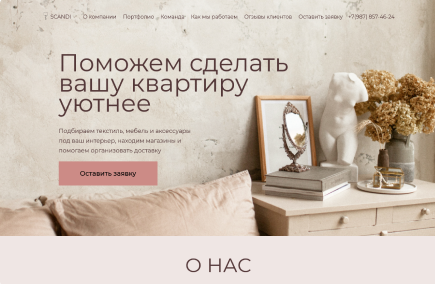 SCANDI О компании Портфолио Команда Как мы работаем Отзывы клиентов Оставить заявку +7(987) 857-46-24
Поможем сделать
вашу квартиру
уютнее
Подбираем текстиль, мебель и аксессуары
под ваш интерьер, находим магазины и
помогаем организовать доставку
Оставить заявку
О НАС